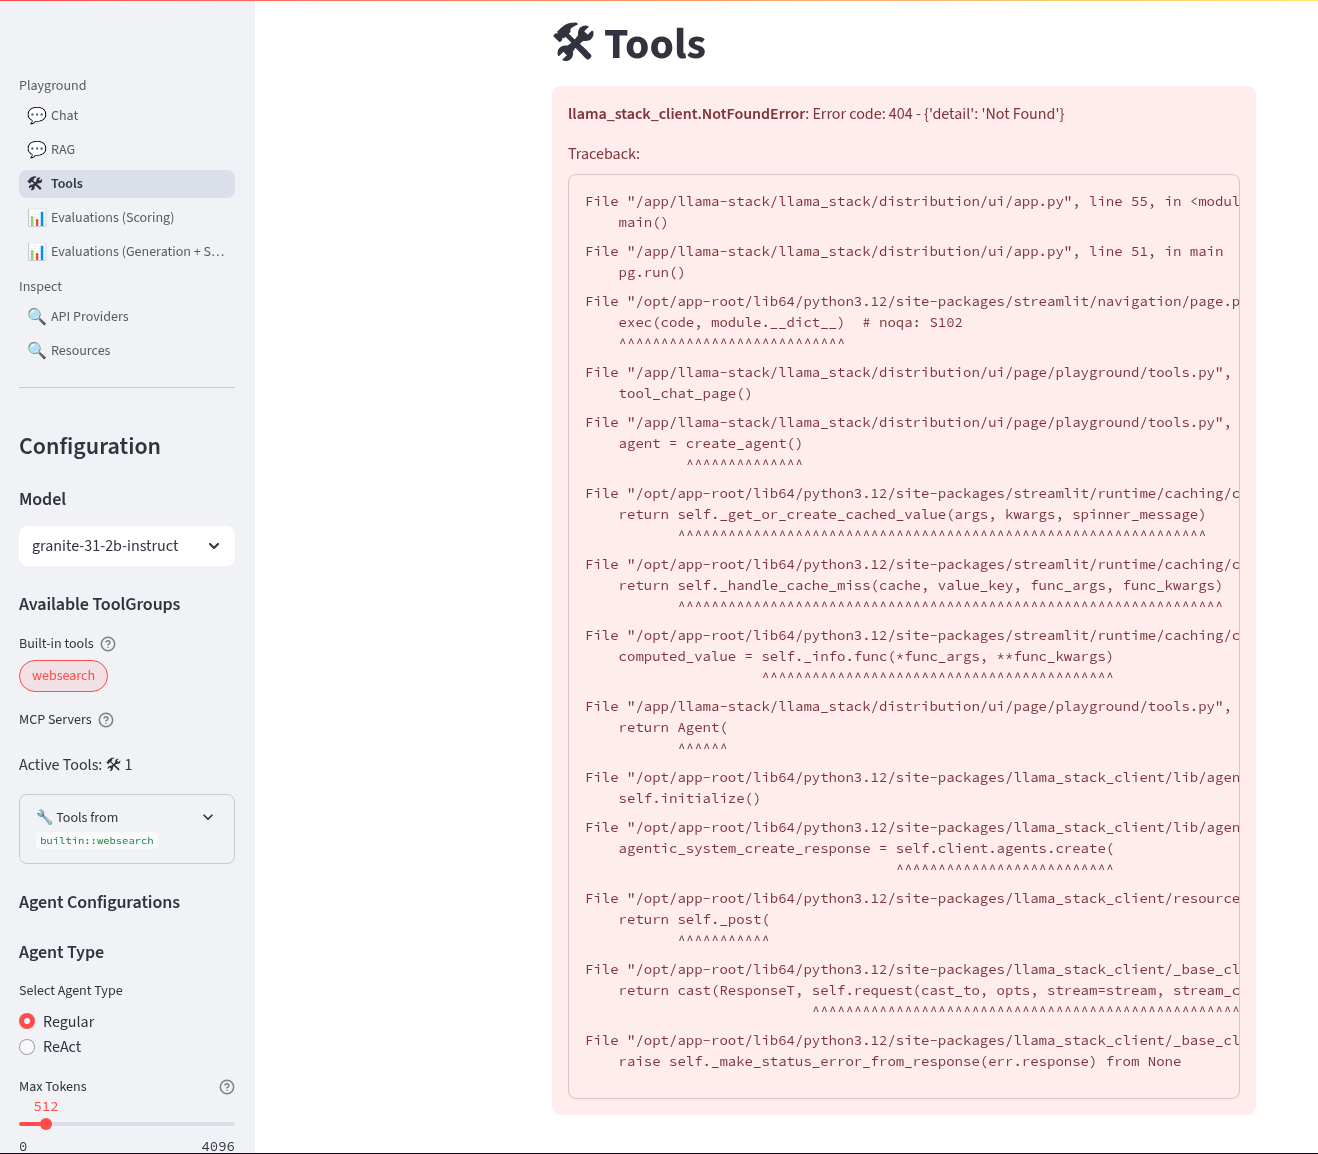 Playground
💬 Chat
💬 RAG
🛠 Tools
📊 Evaluations (Scoring)
📊 Evaluations (Generation + S…
Inspect
🔍 API Providers
🔍 Resources
Configuration
Model
granite-31-2b-instruct
Available ToolGroups
Built-in tools
websearch
MCP Servers
Active Tools: 🛠 1
🔧 Tools from
builtin::websearch
Agent Configurations
Agent Type
Select Agent Type
Regular
ReAct
Max Tokens
512
0 4096
🛠 Tools
llama_stack_client.NotFoundError: Error code: 404 - {'detail': 'Not Found'}
Traceback:
File "/app/llama-stack/llama_stack/distribution/ui/app.py", line 55, in <modul
main()
File "/app/llama-stack/llama_stack/distribution/ui/app.py", line 51, in main
pg.run()
File "/opt/app-root/lib64/python3.12/site-packages/streamlit/navigation/page.p
exec(code, module.__dict__)  # noqa: S102
^^^^^^^^^^^^^^^^^^^^^^^^^^^
File "/app/llama-stack/llama_stack/distribution/ui/page/playground/tools.py",
tool_chat_page()
File "/app/llama-stack/llama_stack/distribution/ui/page/playground/tools.py",
agent = create_agent()
^^^^^^^^^^^^^^
File "/opt/app-root/lib64/python3.12/site-packages/streamlit/runtime/caching/c
return self._get_or_create_cached_value(args, kwargs, spinner_message)
^^^^^^^^^^^^^^^^^^^^^^^^^^^^^^^^^^^^^^^^^^^^^^^^^^^^^^^^^^^^^^^
File "/opt/app-root/lib64/python3.12/site-packages/streamlit/runtime/caching/c
return self._handle_cache_miss(cache, value_key, func_args, func_kwargs)
^^^^^^^^^^^^^^^^^^^^^^^^^^^^^^^^^^^^^^^^^^^^^^^^^^^^^^^^^^^^^^^^^
File "/opt/app-root/lib64/python3.12/site-packages/streamlit/runtime/caching/c
computed_value = self._info.func(*func_args, **func_kwargs)
^^^^^^^^^^^^^^^^^^^^^^^^^^^^^^^^^^^^^^^^^^
File "/app/llama-stack/llama_stack/distribution/ui/page/playground/tools.py",
return Agent(
^^^^^^
File "/opt/app-root/lib64/python3.12/site-packages/llama_stack_client/lib/agen
self.initialize()
File "/opt/app-root/lib64/python3.12/site-packages/llama_stack_client/lib/agen
agentic_system_create_response = self.client.agents.create(
^^^^^^^^^^^^^^^^^^^^^^^^^^
File "/opt/app-root/lib64/python3.12/site-packages/llama_stack_client/resource
return self._post(
^^^^^^^^^^^
File "/opt/app-root/lib64/python3.12/site-packages/llama_stack_client/_base_cl
return cast(ResponseT, self.request(cast_to, opts, stream=stream, stream_c
^^^^^^^^^^^^^^^^^^^^^^^^^^^^^^^^^^^^^^^^^^^^^^^^^^^
File "/opt/app-root/lib64/python3.12/site-packages/llama_stack_client/_base_cl
raise self._make_status_error_from_response(err.response) from None